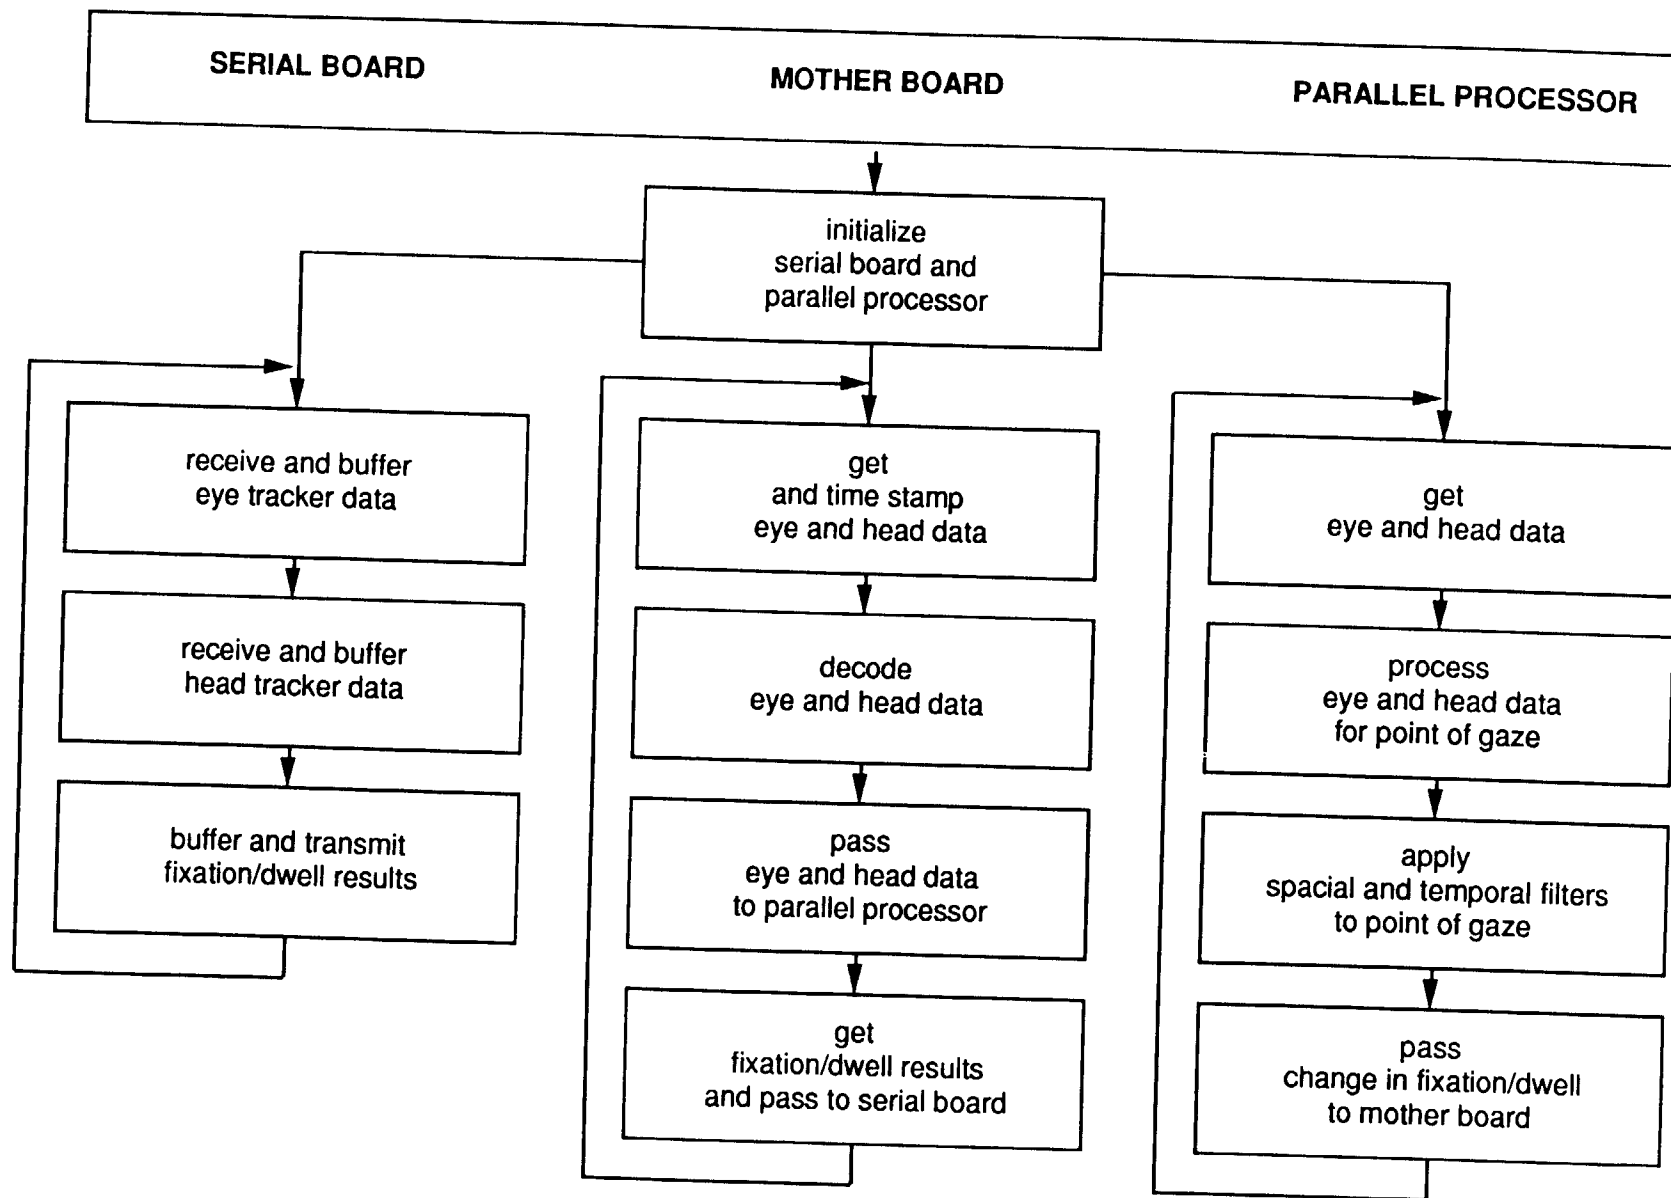 SERIAL BOARD
MOTHER BOARD
PARALLEL PROCESSOR
initialize
serial board and
parallel processor
receive and buffer
eye tracker data
receive and buffer
head tracker data
buffer and transmit
fixation/dwell results
get
and time stamp
eye and head data
decode
eye and head data
pass
eye and head data
to parallel processor
get
fixation/dwell results
and pass to serial board
get
eye and head data
process
eye and head data
for point of gaze
apply
spacial and temporal filters
to point of gaze
pass
change in fixation/dwell
to mother board